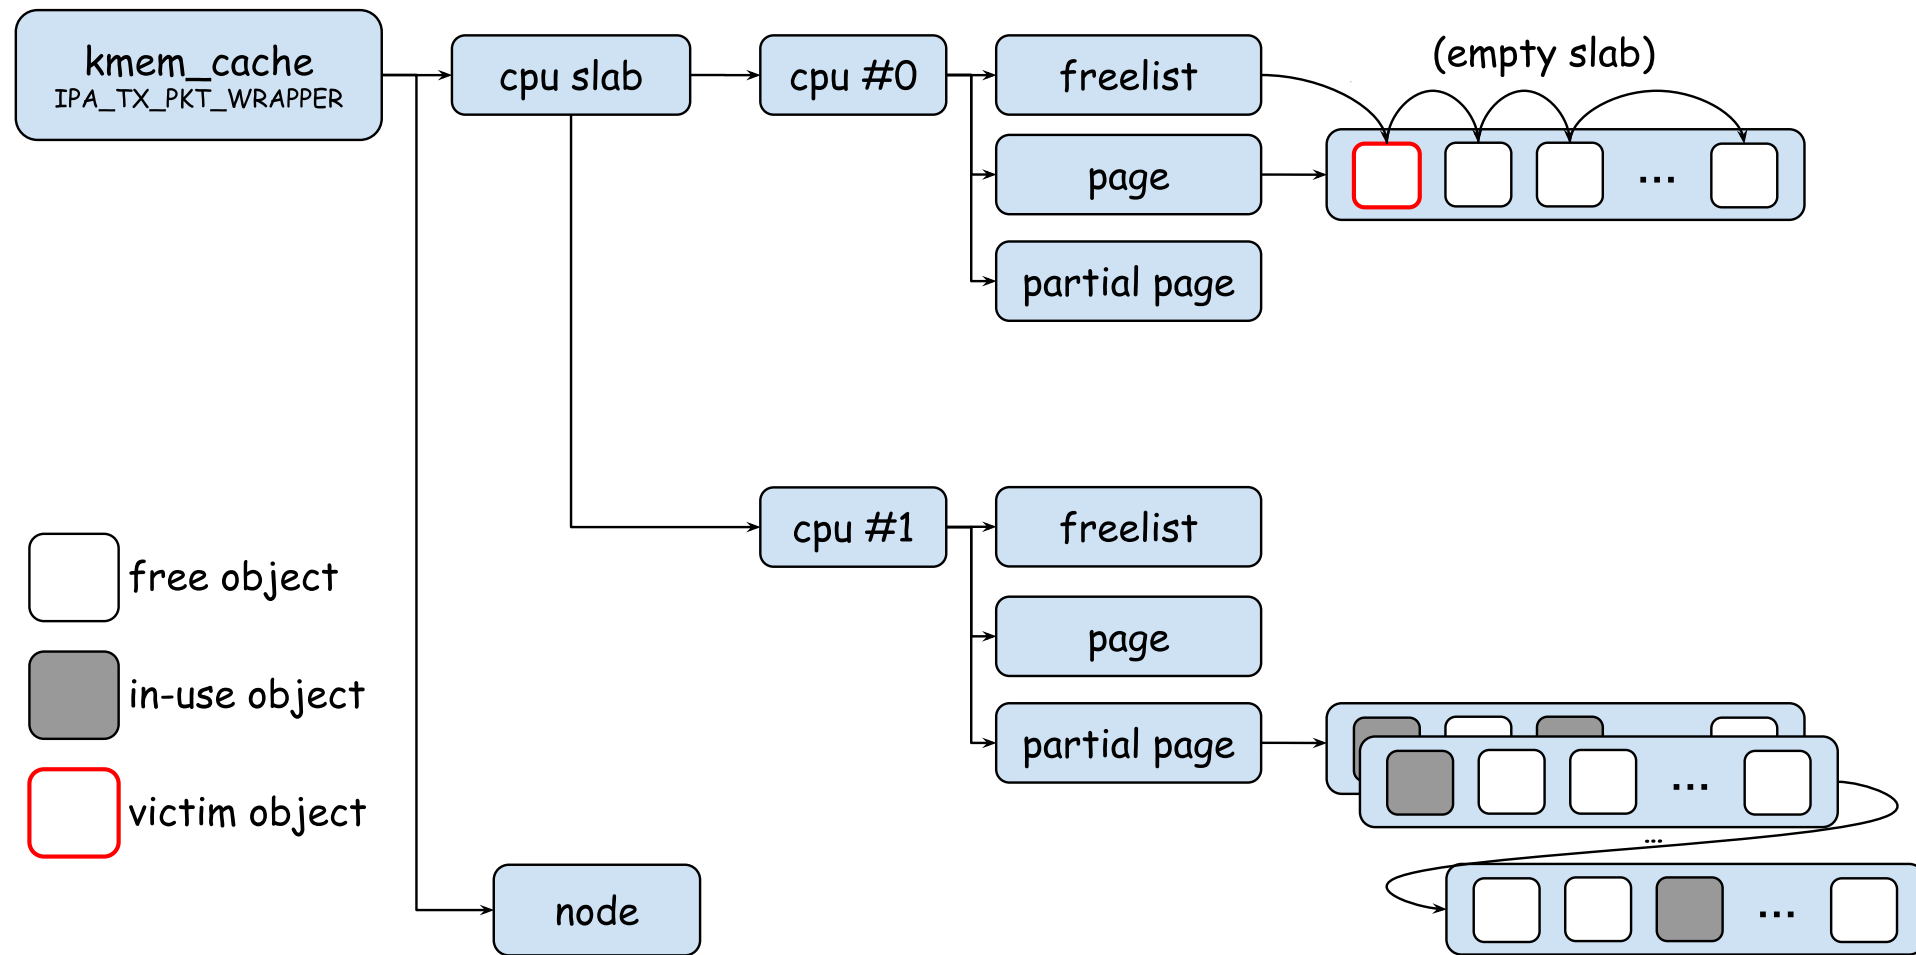 kmem_cache
IPA_TX_PKT_WRAPPER
cpu slab
cpu #0
freelist
(empty slab)
page
...
partial page
cpu #1
freelist
page
partial page
...
...
...
node
free object
in-use object
victim object